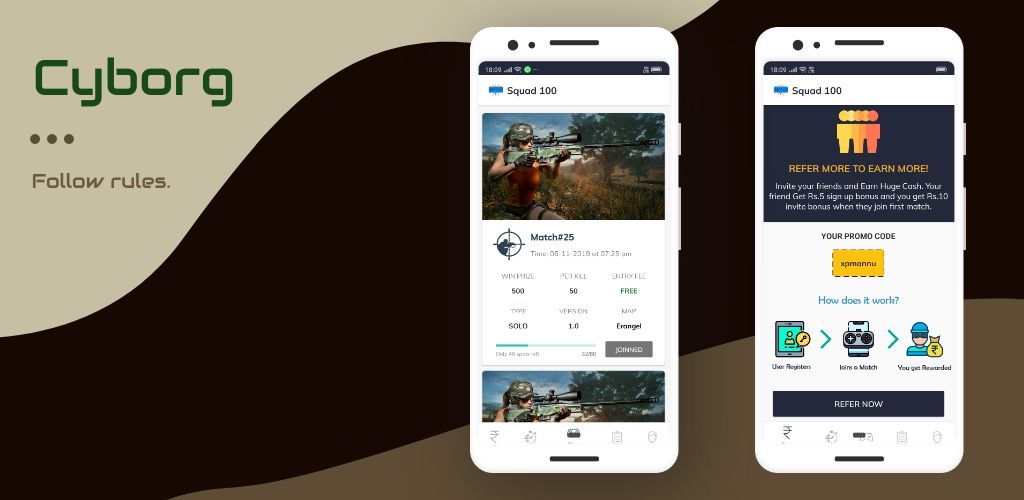 Cyborg
Follow rules.
18:09
Squad 100
Match#25
Time: 05-11-2019 at 07:25 pm
WIN PRIZE PER KILL ENTRY FEE
500 50 FREE
TYPE VERSION MAP
SOLO 1.0 Erangel
Only 48 spots left 32/80 JOINNED
18:09
Squad 100
REFER MORE TO EARN MORE!
Invite your friends and Earn Huge Cash. Your
friend Get Rs.5 sign up bonus and you get Rs.10
invite bonus when they join first match.
YOUR PROMO CODE
xpmannu
How does it work?
User Registers Joins a Match You get Rewarded
REFER NOW